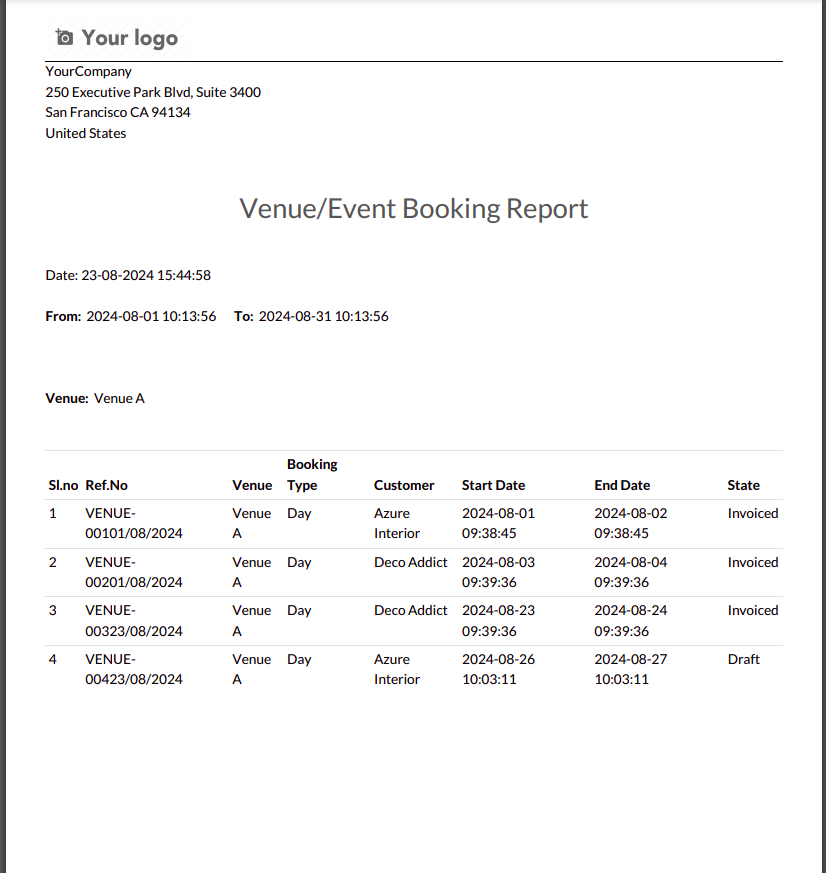 Your logo
YourCompany
250 Executive Park Blvd, Suite 3400
San Francisco CA 94134
United States
Venue/Event Booking Report
Date: 23-08-2024 15:44:58
From: 2024-08-01 10:13:56 To: 2024-08-31 10:13:56
Venue: Venue A
Booking
Sl.no Ref.No Venue Type Customer Start Date End Date State
1 VENUE- Venue Day Azure 2024-08-01 2024-08-02 Invoiced
00101/08/2024 A Interior 09:38:45 09:38:45
2 VENUE- Venue Day Deco Addict 2024-08-03 2024-08-04 Invoiced
00201/08/2024 A 09:39:36 09:39:36
3 VENUE- Venue Day Deco Addict 2024-08-23 2024-08-24 Invoiced
00323/08/2024 A 09:39:36 09:39:36
4 VENUE- Venue Day Azure 2024-08-26 2024-08-27 Draft
00423/08/2024 A Interior 10:03:11 10:03:11